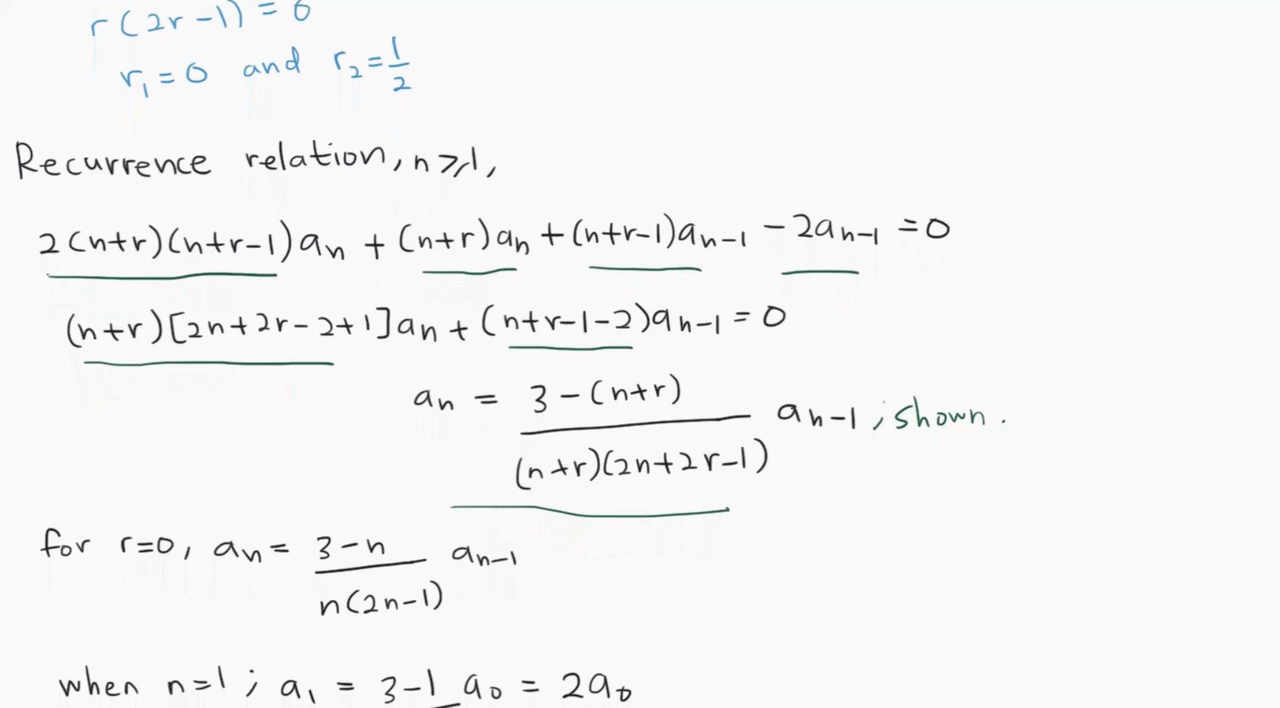 r(2r-1) = 0
r₁ = 0 and r₂ = 1/2
Recurrence relation, n ⩾ 1,
2(n+r)(n+r-1)aₙ + (n+r)aₙ + (n+r-1)aₙ₋₁ - 2aₙ₋₁ = 0
(n+r)[2n+2r-2+1]aₙ + (n+r-1-2)aₙ₋₁ = 0
aₙ = (3-(n+r))/((n+r)(2n+2r-1)) aₙ₋₁ ; shown.
for r=0, aₙ = (3-n)/(n(2n-1)) aₙ₋₁
when n=1 ; a₁ = 3-1 a₀ = 2a₀